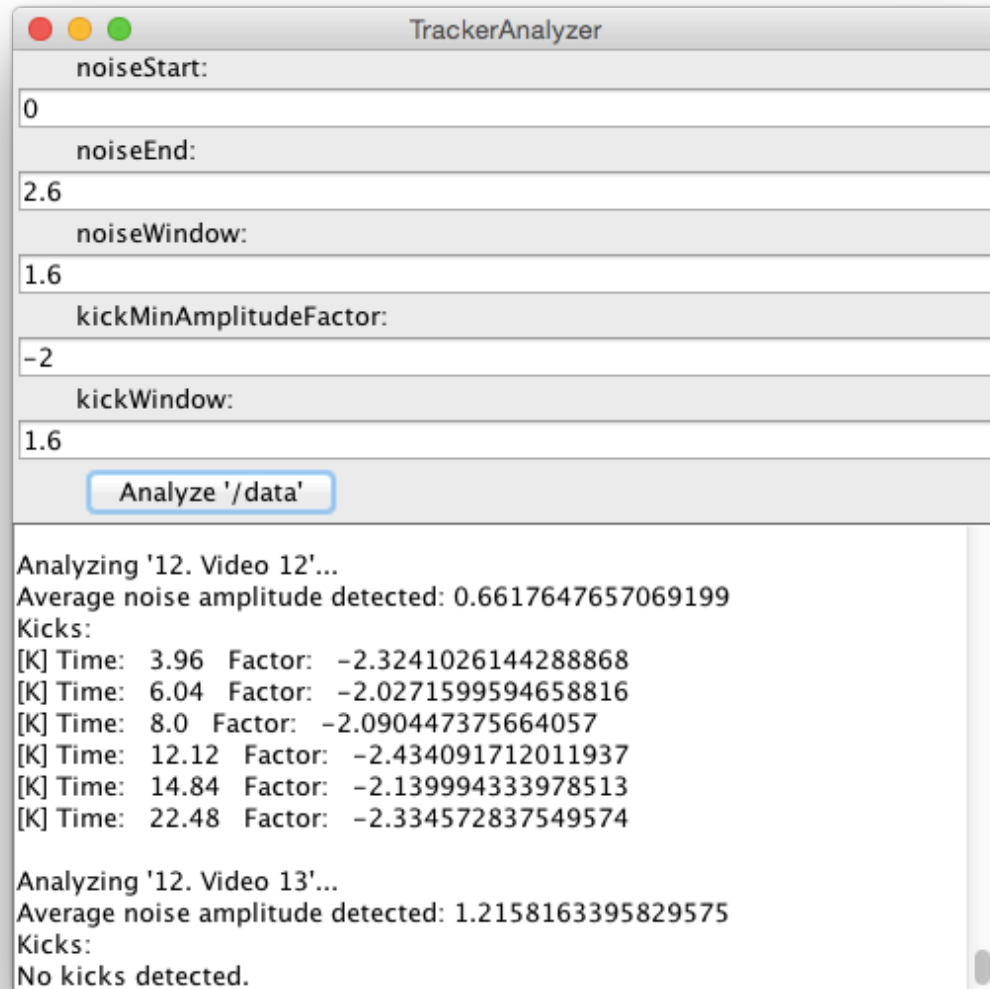 TrackerAnalyzer
noiseStart:
0
noiseEnd:
2.6
noiseWindow:
1.6
kickMinAmplitudeFactor:
-2
kickWindow:
1.6
Analyze '/data'
Analyzing '12. Video 12'...
Average noise amplitude detected: 0.6617647657069199
Kicks:
[K] Time: 3.96 Factor: -2.3241026144288868
[K] Time: 6.04 Factor: -2.0271599594658816
[K] Time: 8.0 Factor: -2.090447375664057
[K] Time: 12.12 Factor: -2.434091712011937
[K] Time: 14.84 Factor: -2.139994333978513
[K] Time: 22.48 Factor: -2.334572837549574
Analyzing '12. Video 13'...
Average noise amplitude detected: 1.2158163395829575
Kicks:
No kicks detected.